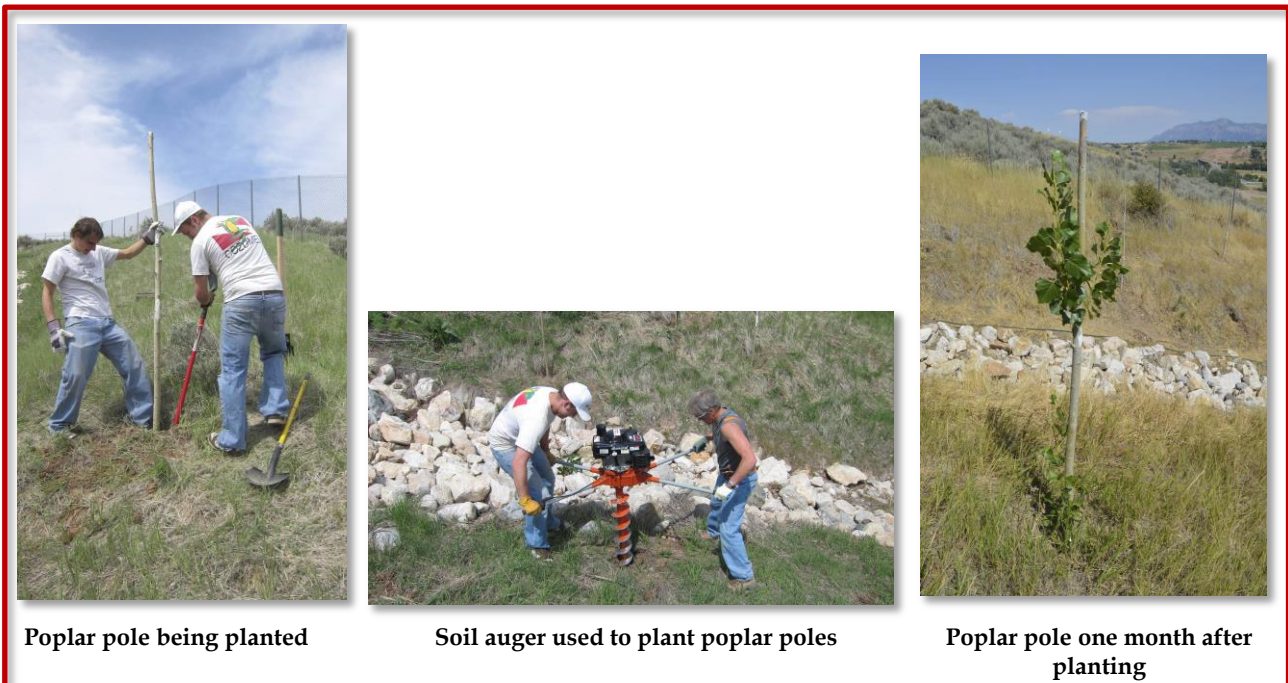 Poplar pole being planted
Soil auger used to plant poplar poles
Poplar pole one month after
planting